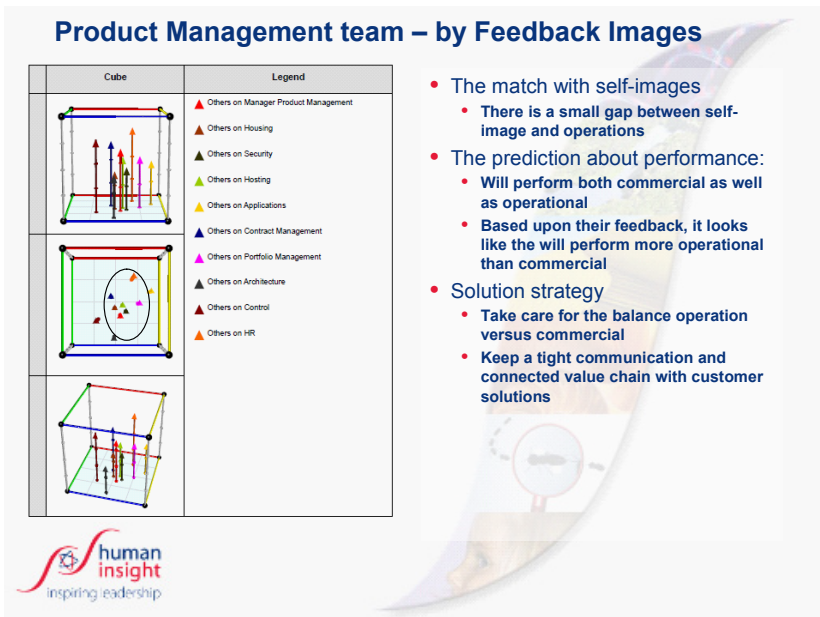 Product Management team – by Feedback Images
Cube
Legend
Others on Manager Product Management
Others on Housing
Others on Security
Others on Hosting
Others on Applications
Others on Contract Management
Others on Portfolio Management
Others on Architecture
Others on Control
Others on HR
• The match with self-images
• There is a small gap between self-
image and operations
• The prediction about performance:
• Will perform both commercial as well
as operational
• Based upon their feedback, it looks
like the will perform more operational
than commercial
• Solution strategy
• Take care for the balance operation
versus commercial
• Keep a tight communication and
connected value chain with customer
solutions
human
insight
inspiring leadership